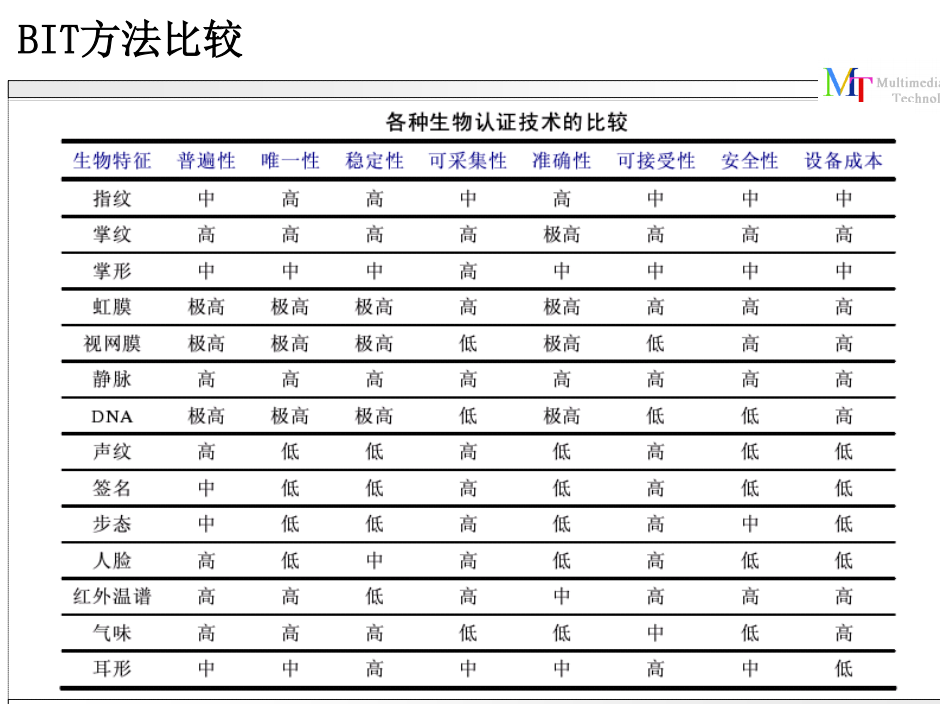 BIT方法比较
MT Multimedia
Technol
各种生物认证技术的比较
生物特征 普遍性 唯一性 稳定性 可采集性 准确性 可接受性 安全性 设备成本
指纹 中 高 高 中 高 中 中 中
掌纹 高 高 高 高 极高 高 高 高
掌形 中 中 中 高 中 中 中 中
虹膜 极高 极高 极高 高 极高 高 高 高
视网膜 极高 极高 极高 低 极高 低 高 高
静脉 高 高 高 高 高 高 高 高
DNA 极高 极高 极高 低 极高 低 低 高
声纹 高 低 低 高 低 高 低 低
签名 中 低 低 高 低 高 低 低
步态 中 低 低 高 低 高 中 低
人脸 高 低 中 高 低 高 低 低
红外温谱 高 高 低 高 中 高 高 高
气味 高 高 高 低 低 中 低 高
耳形 中 中 高 中 中 高 中 低